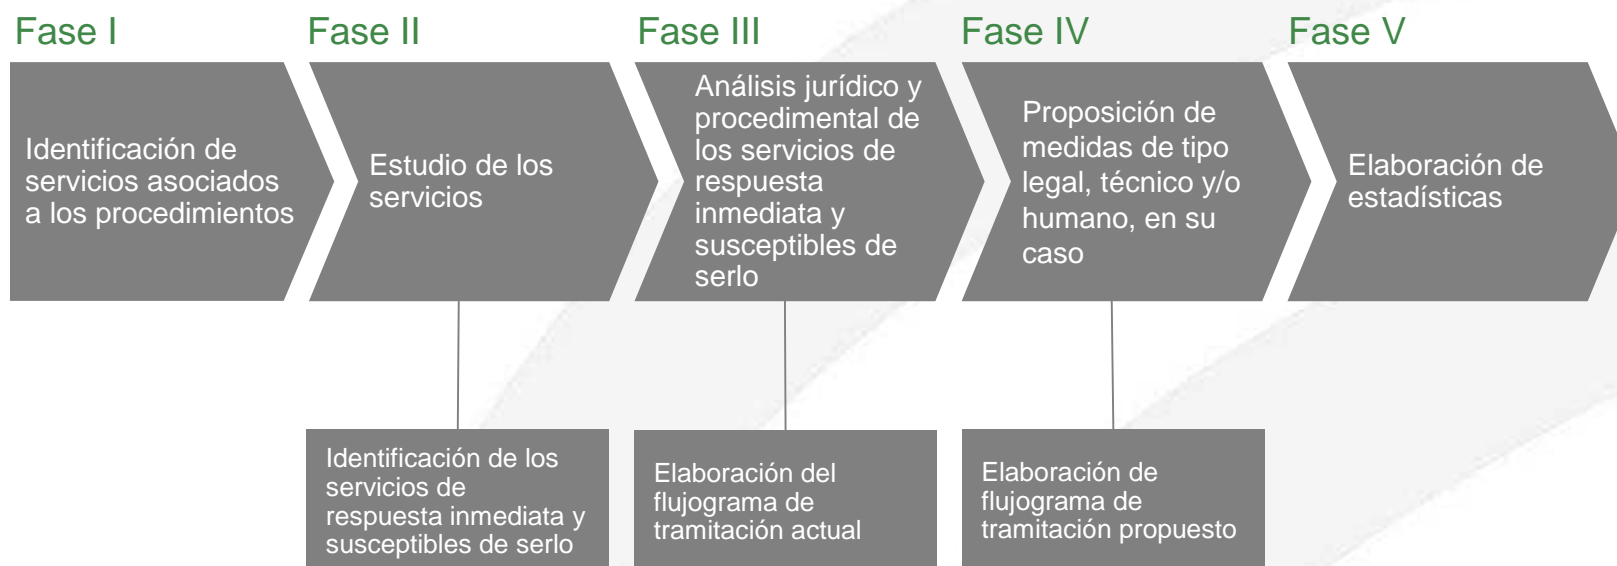 Fase I
Fase II
Fase III
Fase IV
Fase V
Identificación de
servicios asociados
a los procedimientos
Estudio de los
servicios
Análisis jurídico y
procedimental de
los servicios de
respuesta
inmediata y
susceptibles de
serlo
Proposición de
medidas de tipo
legal, técnico y/o
humano, en su
caso
Elaboración de
estadísticas
Identificación de los
servicios de
respuesta inmediata y
susceptibles de serlo
Elaboración del
flujograma de
tramitación actual
Elaboración de
flujograma de
tramitación propuesto